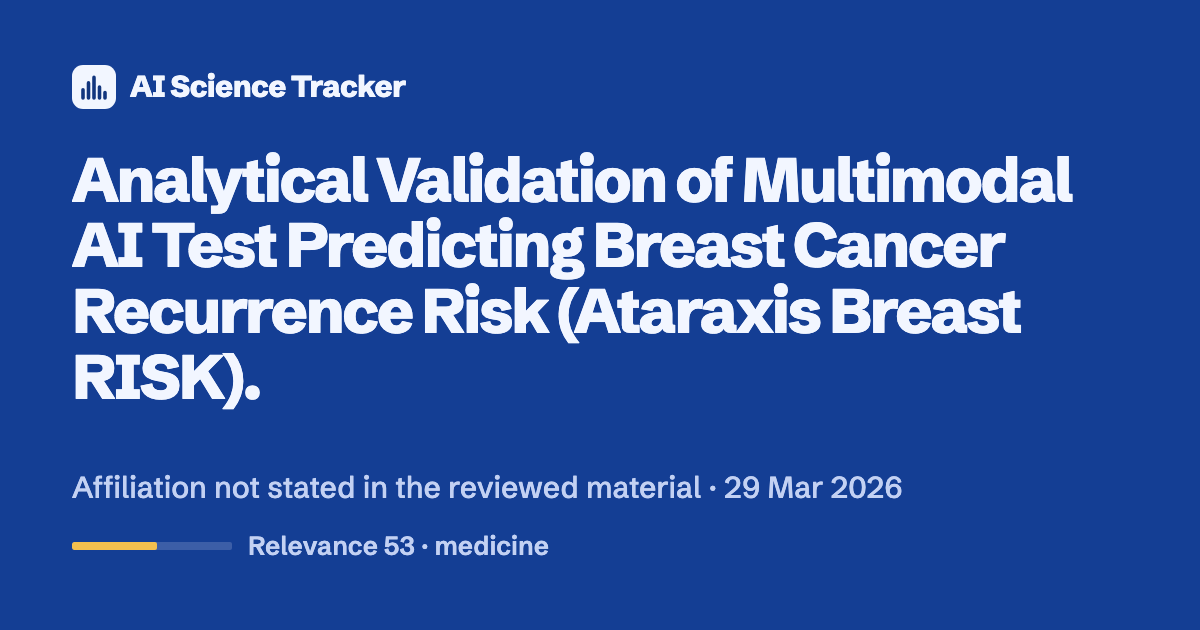 AI Science Tracker
Analytical Validation of Multimodal
AI Test Predicting Breast Cancer
Recurrence Risk (Ataraxis Breast
RISK).
Affiliation not stated in the reviewed material · 29 Mar 2026
Relevance 53 · medicine